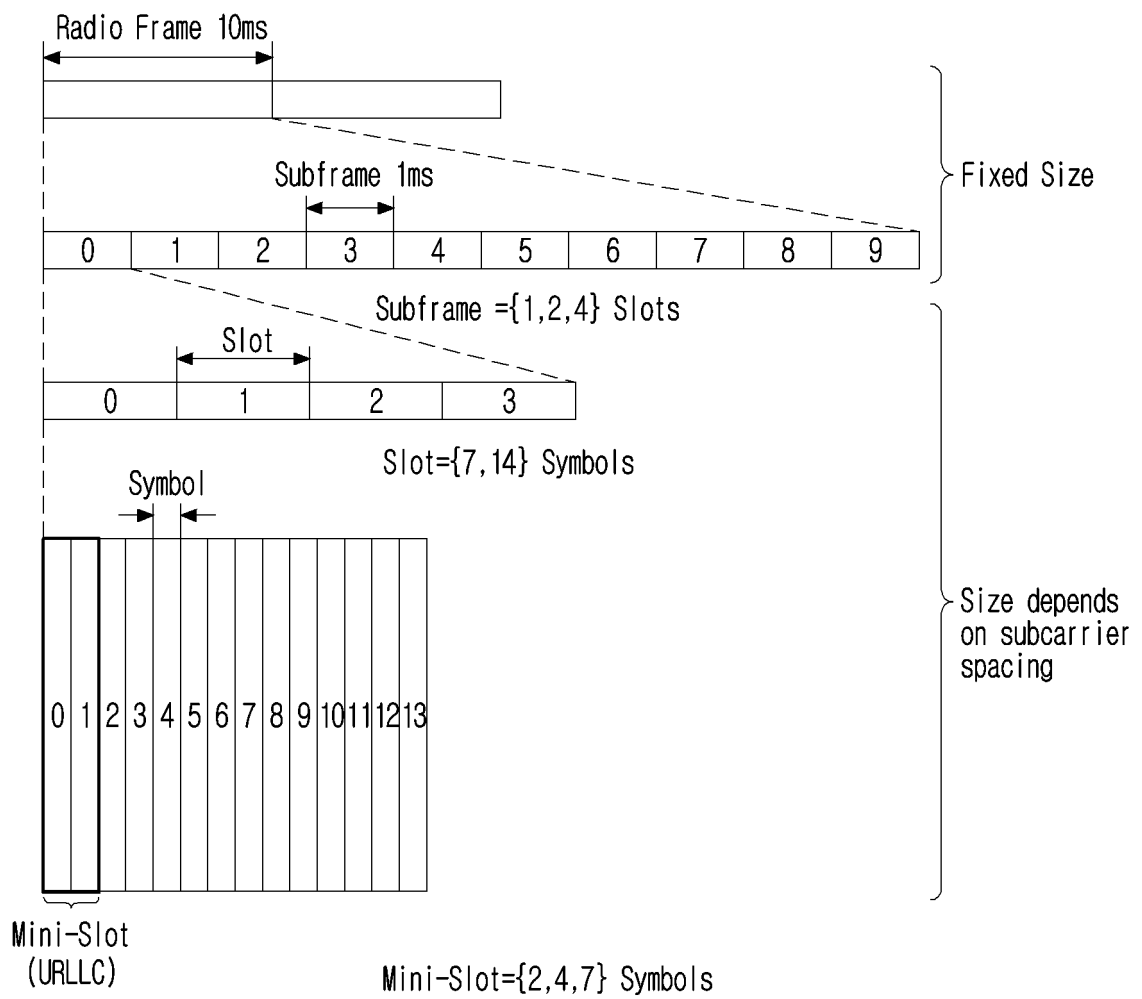 Radio Frame 10ms
Subframe 1ms
Fixed Size
0 1 2 3 4 5 6 7 8 9
Subframe ={1,2,4} Slots
Slot
0 1 2 3
Slot={7,14} Symbols
Symbol
Size depends
on subcarrier
spacing
0 1 2 3 4 5 6 7 8 9 10 11 12 13
Mini-Slot
(URLLC)
Mini-Slot={2,4,7} Symbols